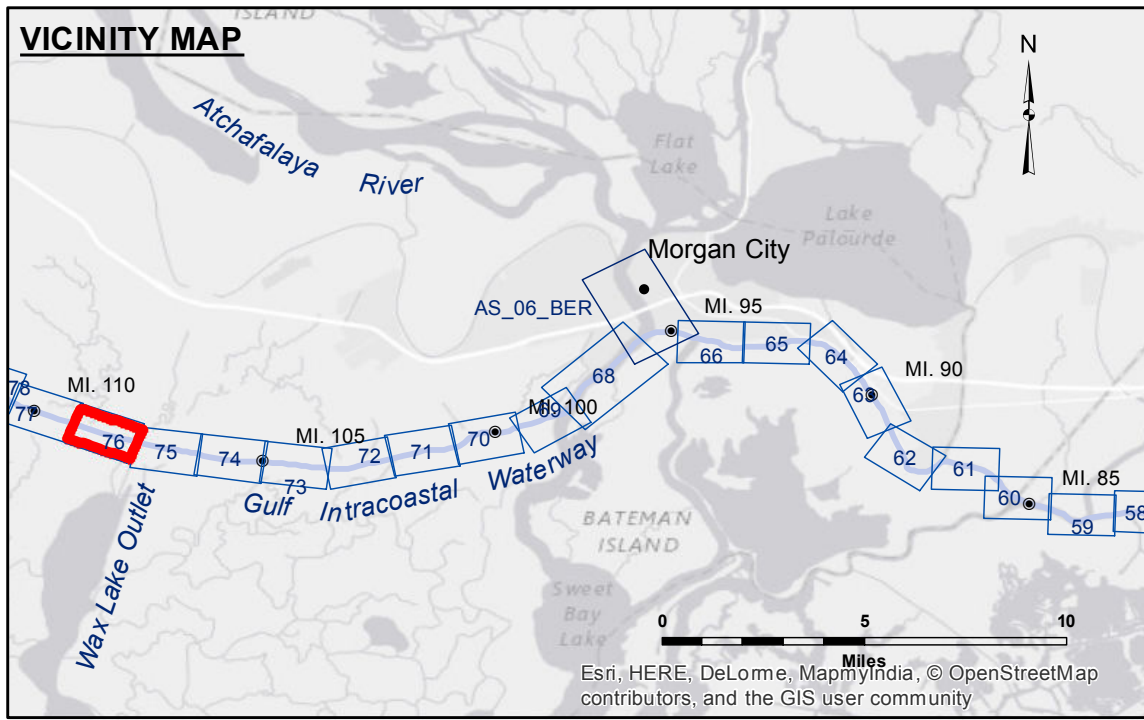 VICINITY MAP
ISLAND
N
Atchafalaya
River
Flat
Lake
Lake
Palourde
Morgan City
AS_06_BER
MI. 95
66
65
64
MI. 90
63
68
MI. 110
78
77
76
75
74
MI. 105
73
72
71
70
MI. 100
69
62
61
60
MI. 85
59
58
Gulf Intracoastal Waterway
Wax Lake Outlet
BATEMAN
ISLAND
Sweet
Bay
Lake
0 5 10
Miles
Esri, HERE, DeLorme, MapmyIndia, © OpenStreetMap
contributors, and the GIS user community